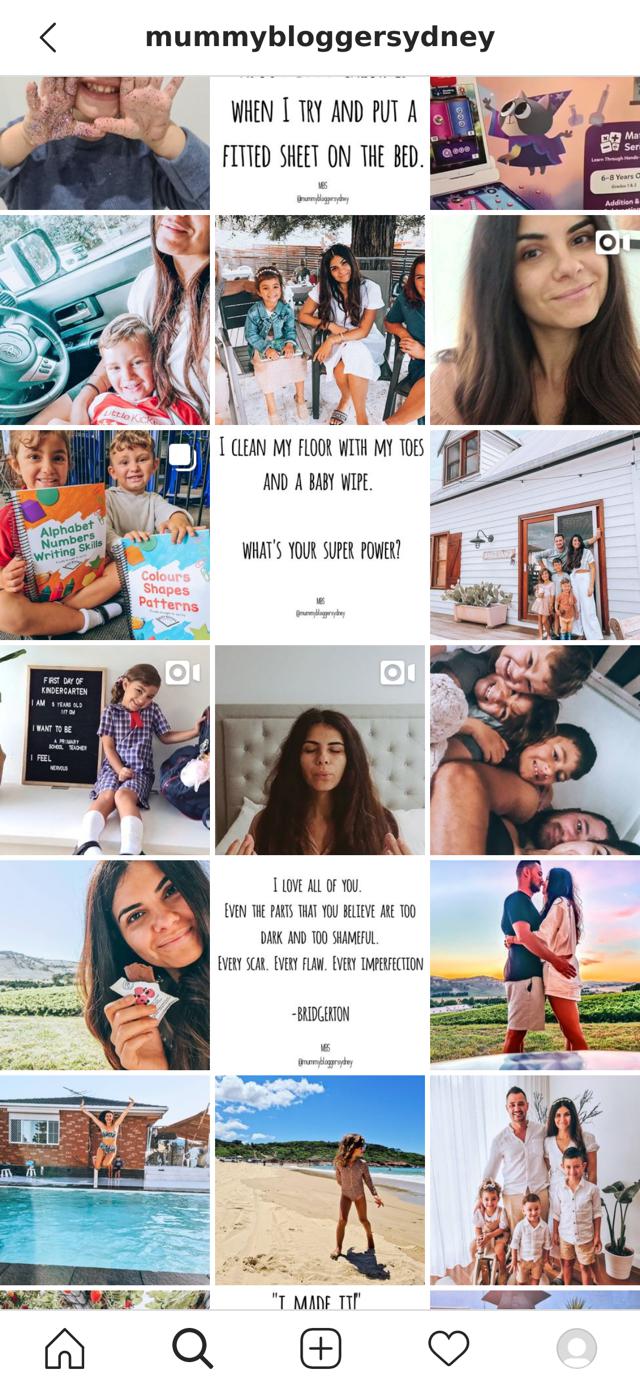 mummybloggersydney
WHEN I TRY AND PUT A
FITTED SHEET ON THE BED.
MBS
@mummybloggersydney
6-8 Years O
Grades 1 & 2
Addition &
Learn Through Hands-
Little Kick
Alphabet
Numbers
Writing Skills
Colours
Shapes
Patterns
I CLEAN MY FLOOR WITH MY TOES
AND A BABY WIPE.
WHAT'S YOUR SUPER POWER?
MBS
@mummybloggersydney
FIRST DAY OF
KINDERGARTEN
I AM 5 YEARS OLD
I WANT TO BE
A PRIMARY
SCHOOL TEACHER
I FEEL
NERVOUS
I LOVE ALL OF YOU.
EVEN THE PARTS THAT YOU BELIEVE ARE TOO
DARK AND TOO SHAMEFUL.
EVERY SCAR. EVERY FLAW. EVERY IMPERFECTION
-BRIDGERTON
MBS
@mummybloggersydney
"I MADE IT!"